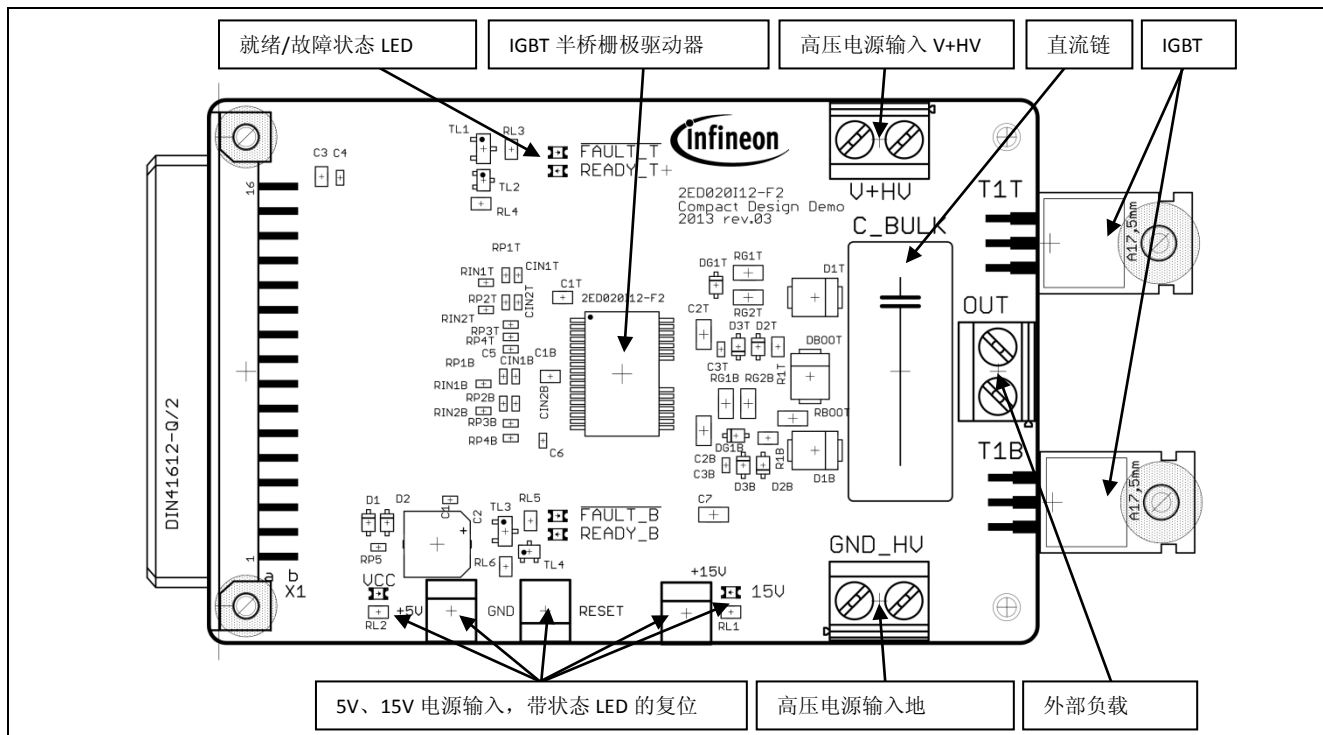 就绪/故障状态 LED
IGBT 半桥栅极驱动器
高压电源输入 V+HV
直流链
IGBT
TL1
RL3
FAULT_T
READY_T+
TL2
RL4
C3
C4
16
infineon
2ED020I12-F2
Compact Design Demo
2013 rev.03
V+HV
C_BULK
T1T
A17,5mm
RP1T
RIN1T
CIN1T
RP2T
CIN2T
RIN2T
RP3T
RP4T
C5
C1T
2ED020I12-F2
RP1B
CIN1B
C1B
RIN1B
RP2B
RIN2B
CIN2B
RP3B
RP4B
C6
DG1T
RG1T
D1T
RG2T
C2T
D3T
D2T
DBOOT
C3T
R1T
RG1B
RG2B
RBOOT
DG1B
C2B
R1B
C3B
D3B
D2B
D1B
OUT
T1B
A17,5mm
DIN41612-Q/2
1
a b
X1
D1
D2
C1
C2
TL3
RL5
FAULT_B
READY_B
C7
RP5
RL6
TL4
VCC
RL2
+5V
GND
RESET
+15V
15V
RL1
GND_HV
5V、15V 电源输入，带状态 LED 的复位
高压电源输入地
外部负载